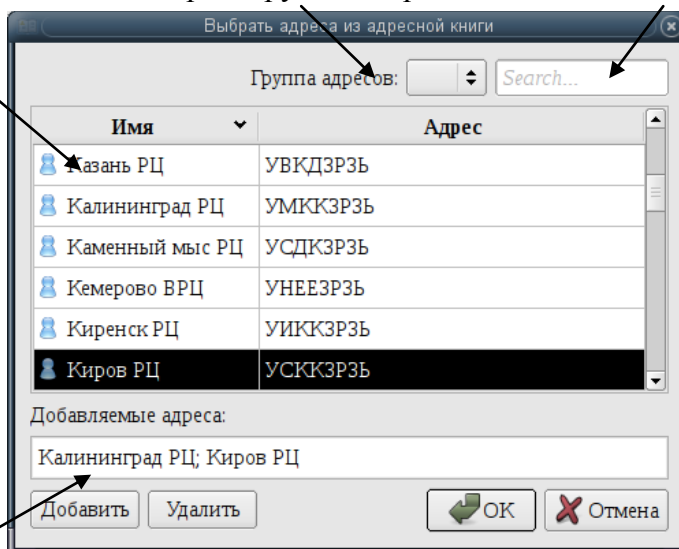 Выбрать адреса из адресной книги
Группа адресов: Search...
Имя Адрес
Казань РЦ УВКДЗРЗЬ
Калининград РЦ УМККЗРЗЬ
Каменный мыс РЦ УСДКЗРЗЬ
Кемерово ВРЦ УНЕЕЗРЗЬ
Киренск РЦ УИККЗРЗЬ
Киров РЦ УСККЗРЗЬ
Добавляемые адреса:
Калининград РЦ; Киров РЦ
Добавить Удалить OK Отмена